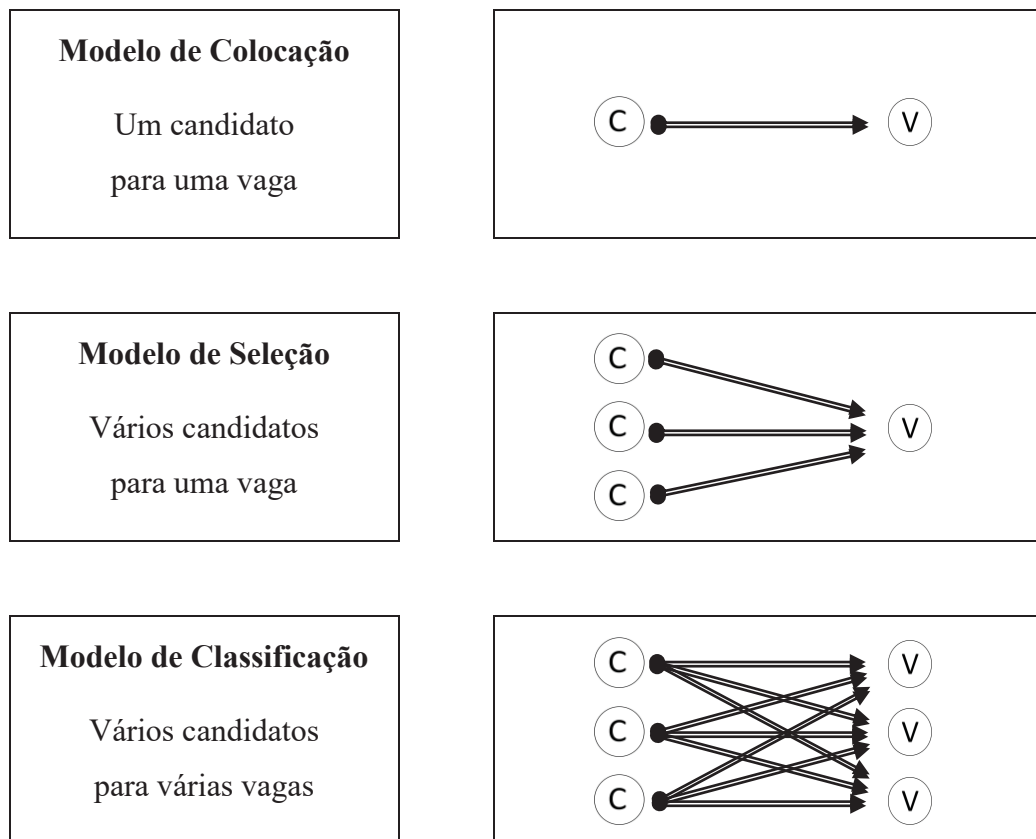 Modelo de Colocação
Um candidato
para uma vaga
C V
Modelo de Seleção
Vários candidatos
para uma vaga
C
C V
C
Modelo de Classificação
Vários candidatos
para várias vagas
C V
C V
C V